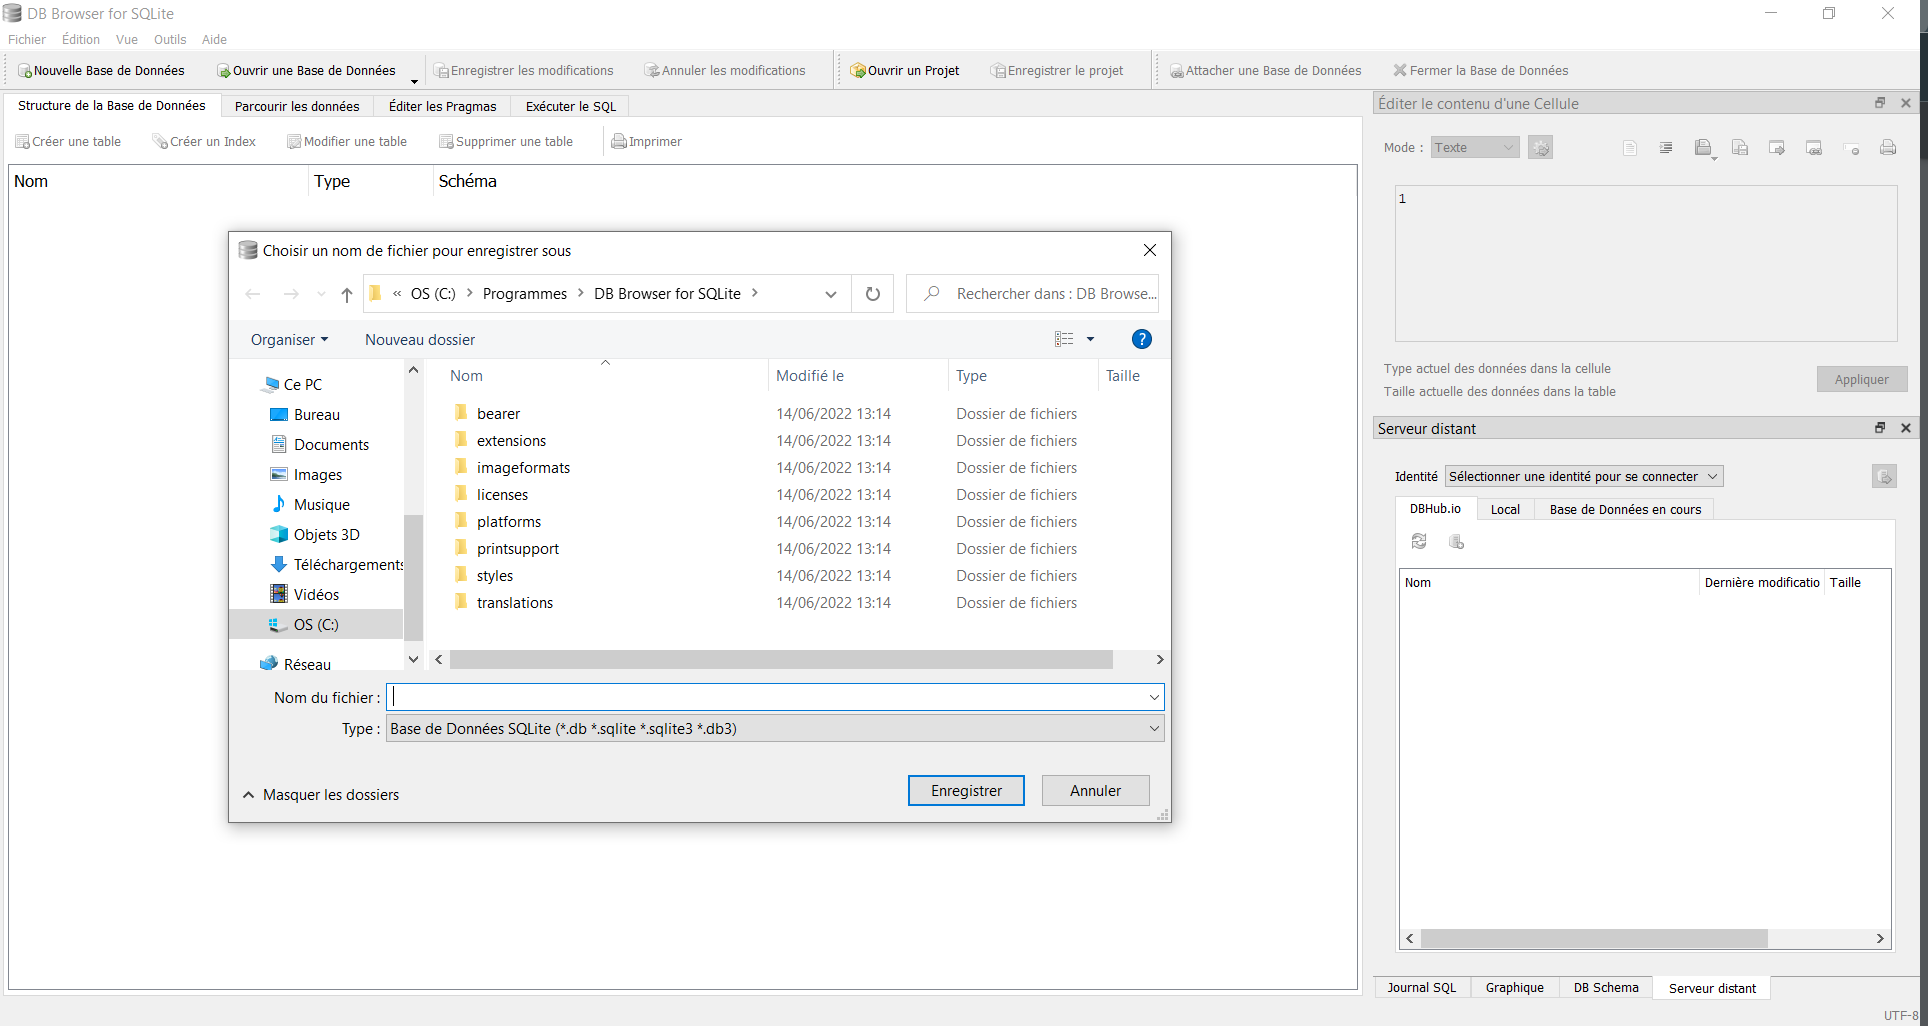 DB Browser for SQLite
Fichier Édition Vue Outils Aide
Nouvelle Base de Données Ouvrir une Base de Données Enregistrer les modifications Annuler les modifications Ouvrir un Projet Enregistrer le projet Attacher une Base de Données Fermer la Base de Données
Structure de la Base de Données Parcourir les données Éditer les Pragmas Exécuter le SQL
Créer une table Créer un Index Modifier une table Supprimer une table Imprimer
Nom Type Schéma
Choisir un nom de fichier pour enregistrer sous
« OS (C:) > Programmes > DB Browser for SQLite > Rechercher dans : DB Browse...
Organiser Nouveau dossier ?
Ce PC
Bureau
Documents
Images
Musique
Objets 3D
Téléchargements
Vidéos
OS (C:)
Réseau
Nom Modifié le Type Taille
bearer 14/06/2022 13:14 Dossier de fichiers
extensions 14/06/2022 13:14 Dossier de fichiers
imageformats 14/06/2022 13:14 Dossier de fichiers
licenses 14/06/2022 13:14 Dossier de fichiers
platforms 14/06/2022 13:14 Dossier de fichiers
printsupport 14/06/2022 13:14 Dossier de fichiers
styles 14/06/2022 13:14 Dossier de fichiers
translations 14/06/2022 13:14 Dossier de fichiers
Nom du fichier :
Type : Base de Données SQLite (*.db *.sqlite *.sqlite3 *.db3)
Masquer les dossiers Enregistrer Annuler
Éditer le contenu d'une Cellule
Mode : Texte
1
Type actuel des données dans la cellule
Taille actuelle des données dans la table
Appliquer
Serveur distant
Identité Sélectionner une identité pour se connecter
DBHub.io Local Base de Données en cours
Nom Dernière modificatio Taille
Journal SQL Graphique DB Schema Serveur distant
UTF-8